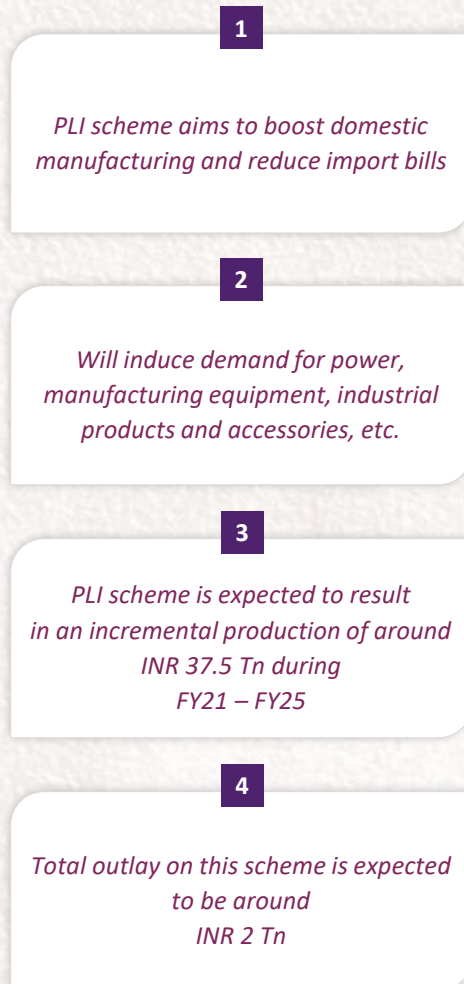 1
PLI scheme aims to boost domestic
manufacturing and reduce import bills
2
Will induce demand for power,
manufacturing equipment, industrial
products and accessories, etc.
3
PLI scheme is expected to result
in an incremental production of around
INR 37.5 Tn during
FY21 – FY25
4
Total outlay on this scheme is expected
to be around
INR 2 Tn